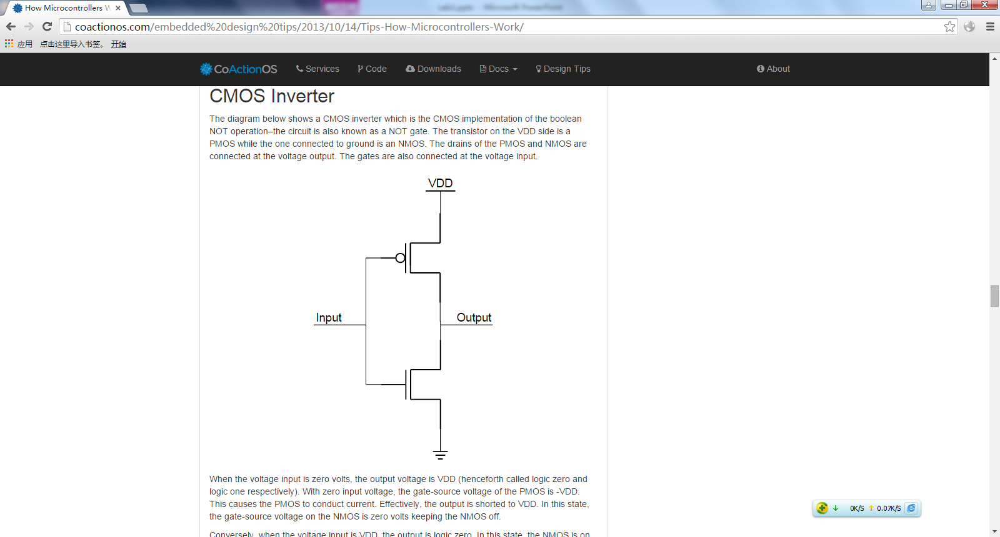 How Microcontrollers W
coactionos.com/embedded%20design%20tips/2013/10/14/Tips-How-Microcontrollers-Work/
应用 点击这里导入书签。 开始
CoActionOS Services Code Downloads Docs Design Tips About
CMOS Inverter
The diagram below shows a CMOS inverter which is the CMOS implementation of the boolean
NOT operation–the circuit is also known as a NOT gate. The transistor on the VDD side is a
PMOS while the one connected to ground is an NMOS. The drains of the PMOS and NMOS are
connected at the voltage output. The gates are also connected at the voltage input.
VDD
Input Output
When the voltage input is zero volts, the output voltage is VDD (henceforth called logic zero and
logic one respectively). With zero input voltage, the gate-source voltage of the PMOS is -VDD.
This causes the PMOS to conduct current. Effectively, the output is shorted to VDD. In this state,
the gate-source voltage on the NMOS is zero volts keeping the NMOS off.
0K/S 0.07K/S
Conversely, when the voltage input is VDD, the output is logic zero. In this state, the NMOS is on